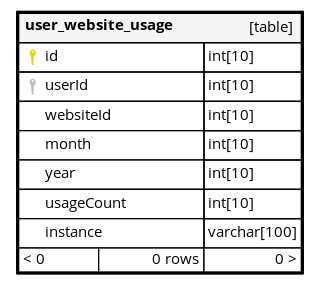 user_website_usage [table]
id int[10]
userId int[10]
websiteId int[10]
month int[10]
year int[10]
usageCount int[10]
instance varchar[100]
< 0 0 rows 0 >